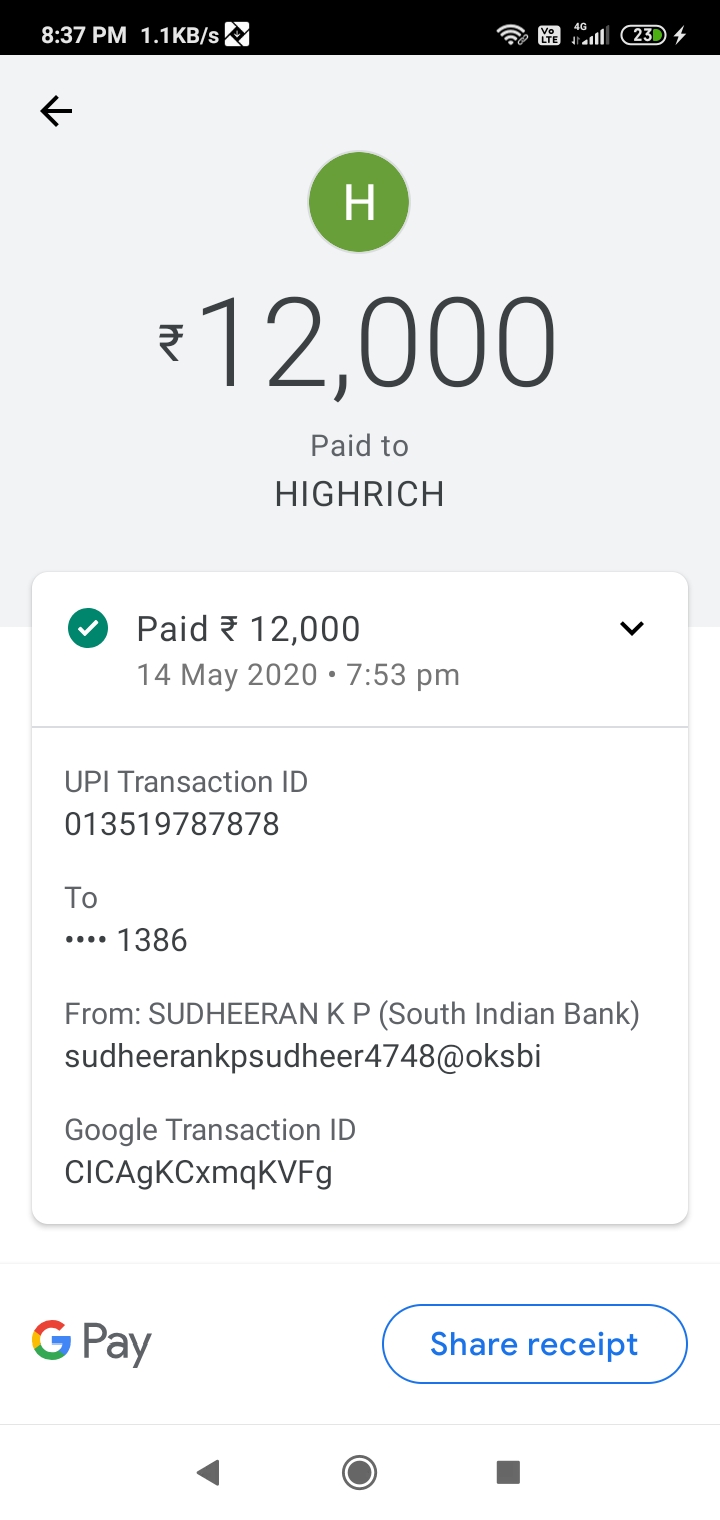 8:37 PM 1.1KB/s Vo LTE 4G 23
H
₹12,000
Paid to
HIGHRICH
Paid ₹ 12,000
14 May 2020 • 7:53 pm
UPI Transaction ID
013519787878
To
•••• 1386
From: SUDHEERAN K P (South Indian Bank)
sudheerankpsudheer4748@oksbi
Google Transaction ID
CICAgKCxmqKVFg
G Pay
Share receipt